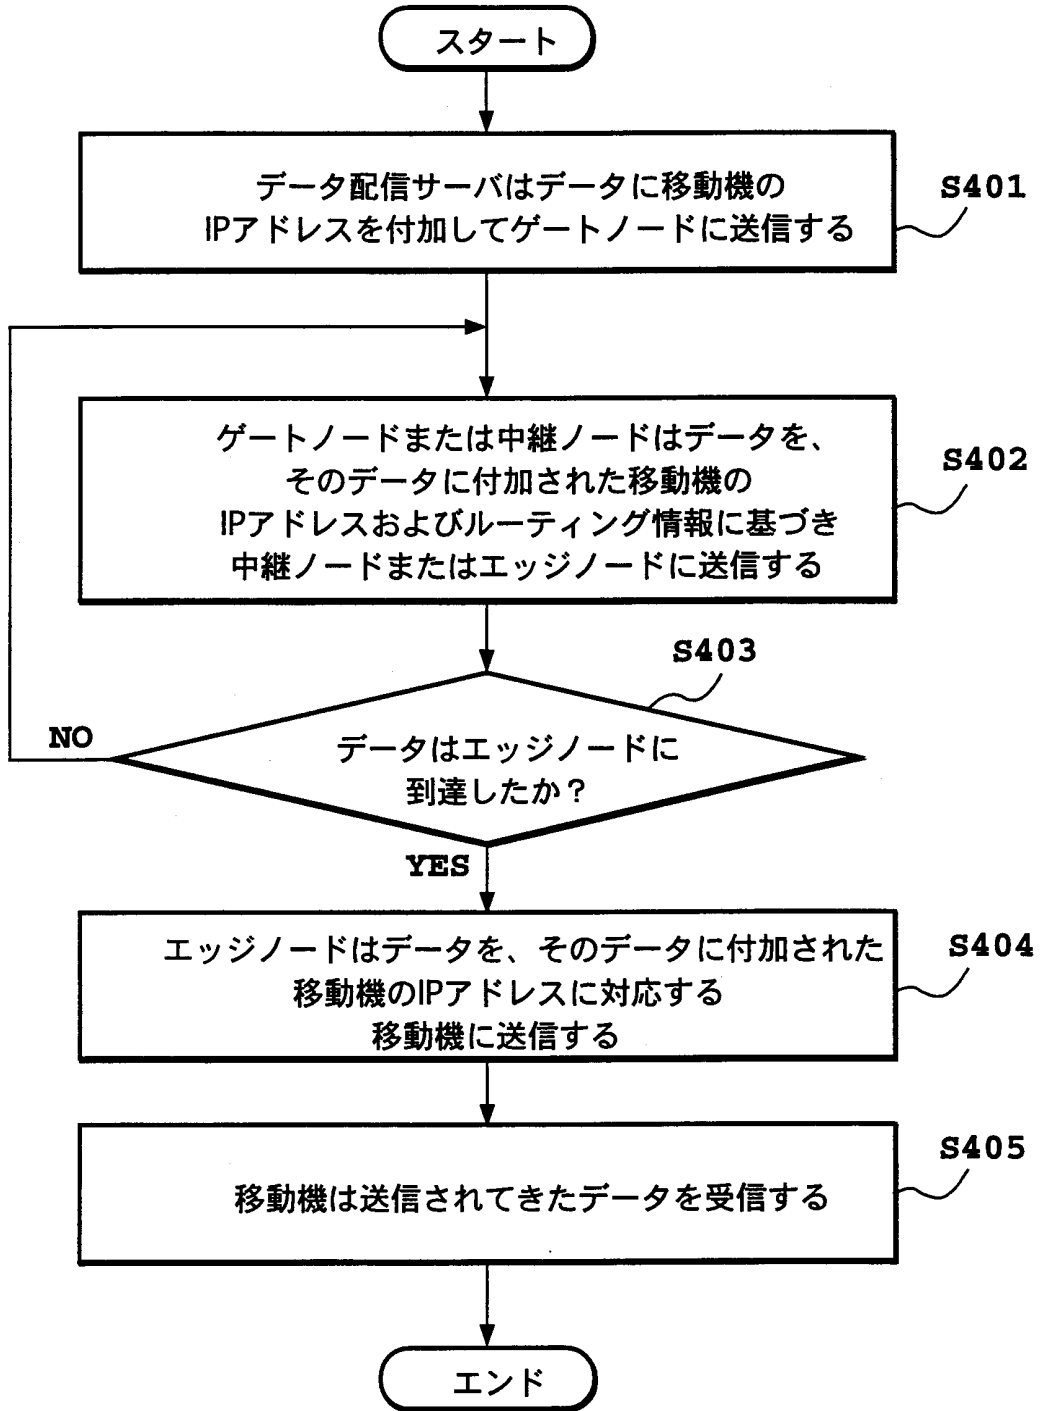 スタート
データ配信サーバはデータに移動機の
IPアドレスを付加してゲートノードに送信する
S401
ゲートノードまたは中継ノードはデータを、
そのデータに付加された移動機の
IPアドレスおよびルーティング情報に基づき
中継ノードまたはエッジノードに送信する
S402
S403
データはエッジノードに
到達したか？
NO
YES
エッジノードはデータを、そのデータに付加された
移動機のIPアドレスに対応する
移動機に送信する
S404
移動機は送信されてきたデータを受信する
S405
エンド